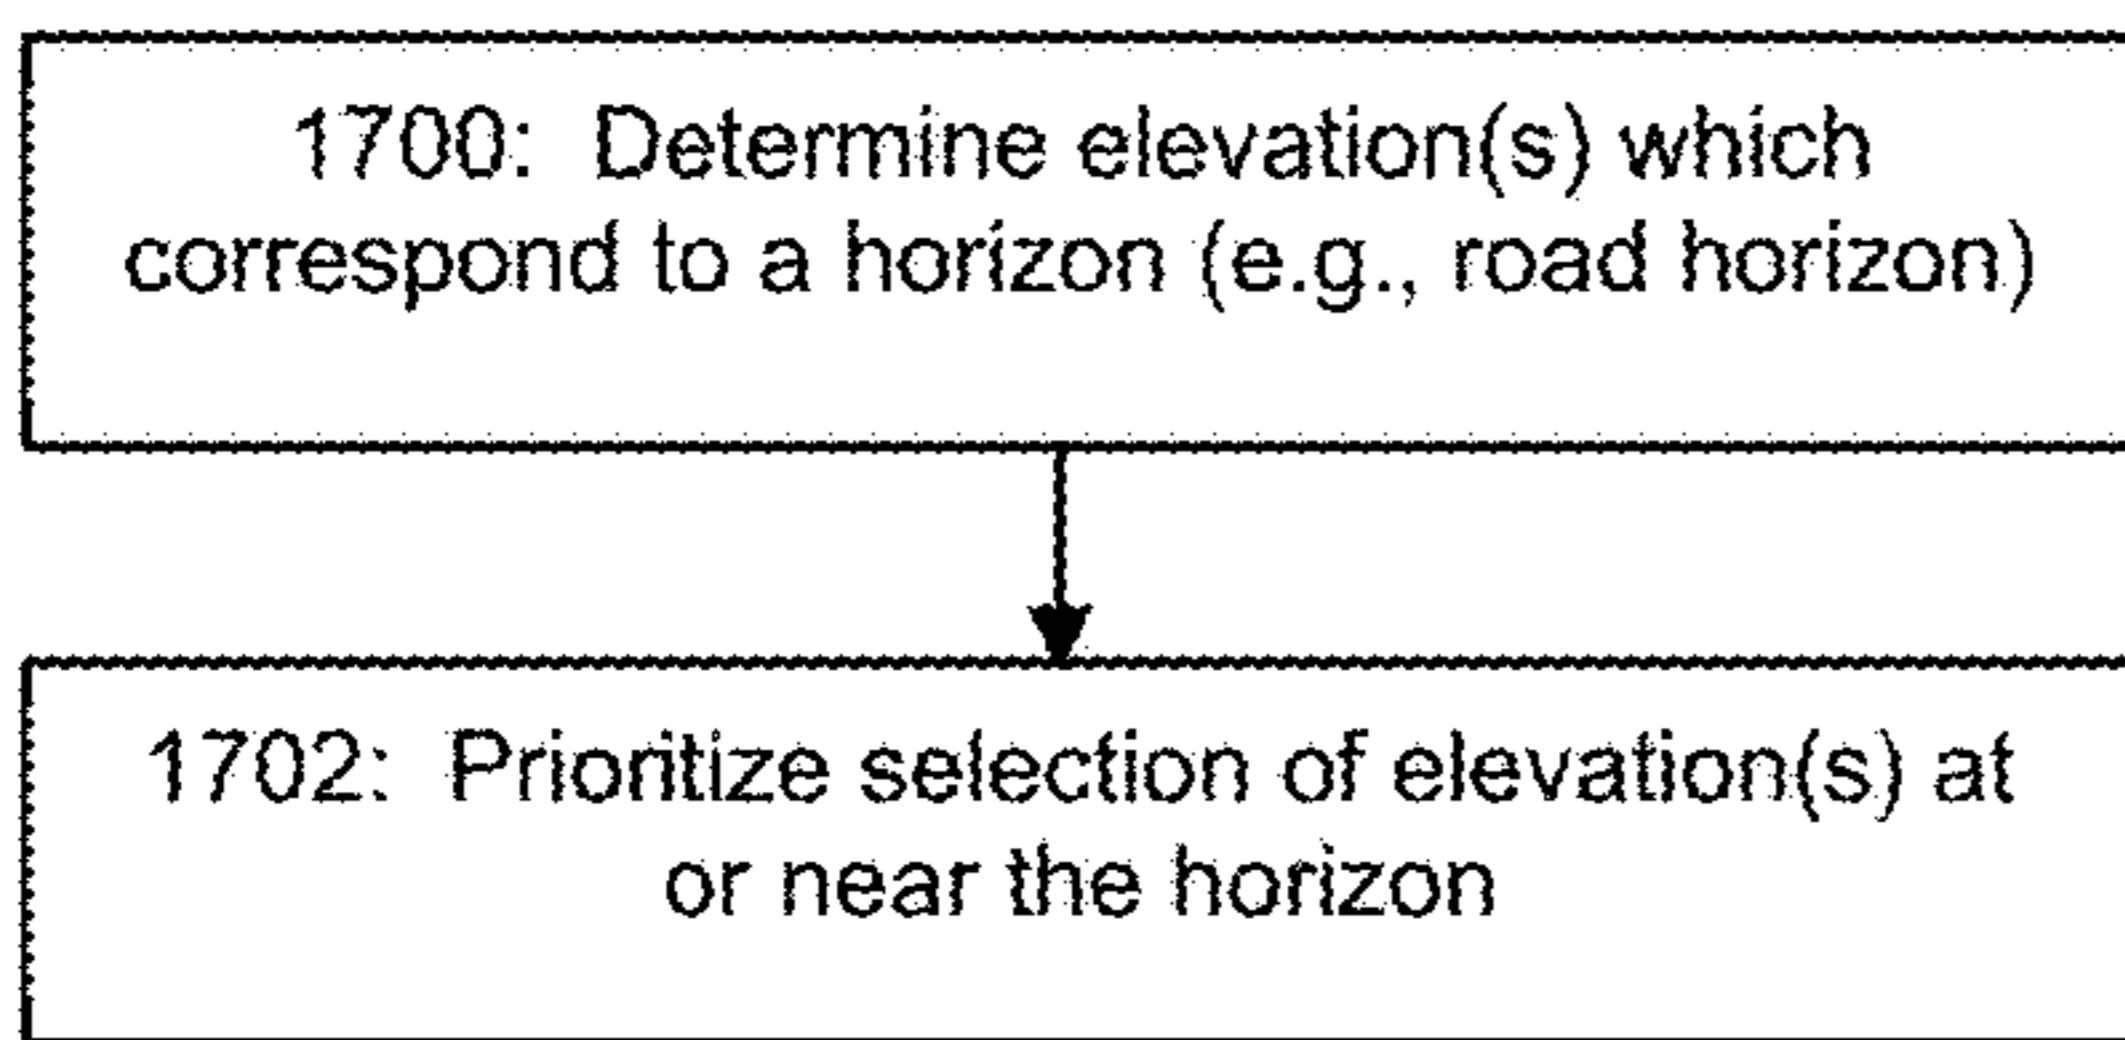 1700: Determine elevation(s) which
correspond to a horizon (e.g., road horizon)
1702: Prioritize selection of elevation(s) at
or near the horizon